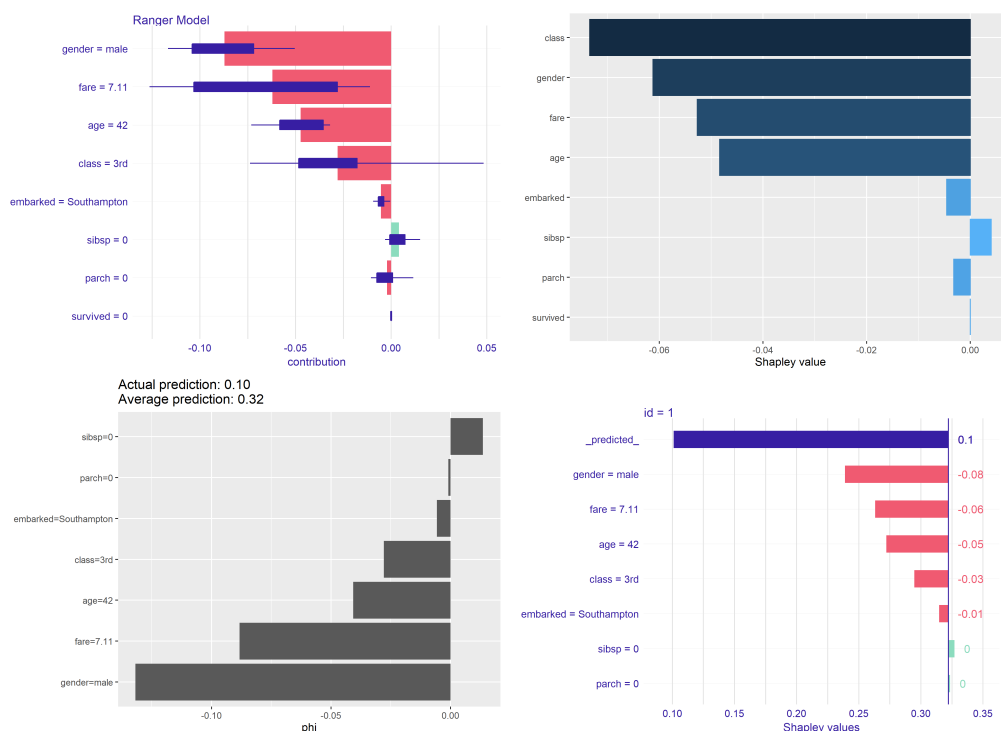 Ranger Model
gender = male
fare = 7.11
age = 42
class = 3rd
embarked = Southampton
sibsp = 0
parch = 0
survived = 0
-0.10 -0.05 0.00 0.05
contribution
class
gender
fare
age
embarked
sibsp
parch
survived
-0.06 -0.04 -0.02 0.00
Shapley value
Actual prediction: 0.10
Average prediction: 0.32
sibsp=0
parch=0
embarked=Southampton
class=3rd
age=42
fare=7.11
gender=male
-0.10 -0.05 0.00
phi
id = 1
_predicted_ 0.1
gender = male -0.08
fare = 7.11 -0.06
age = 42 -0.05
class = 3rd -0.03
embarked = Southampton -0.01
sibsp = 0 0
parch = 0 0
0.10 0.15 0.20 0.25 0.30 0.35
Shapley values